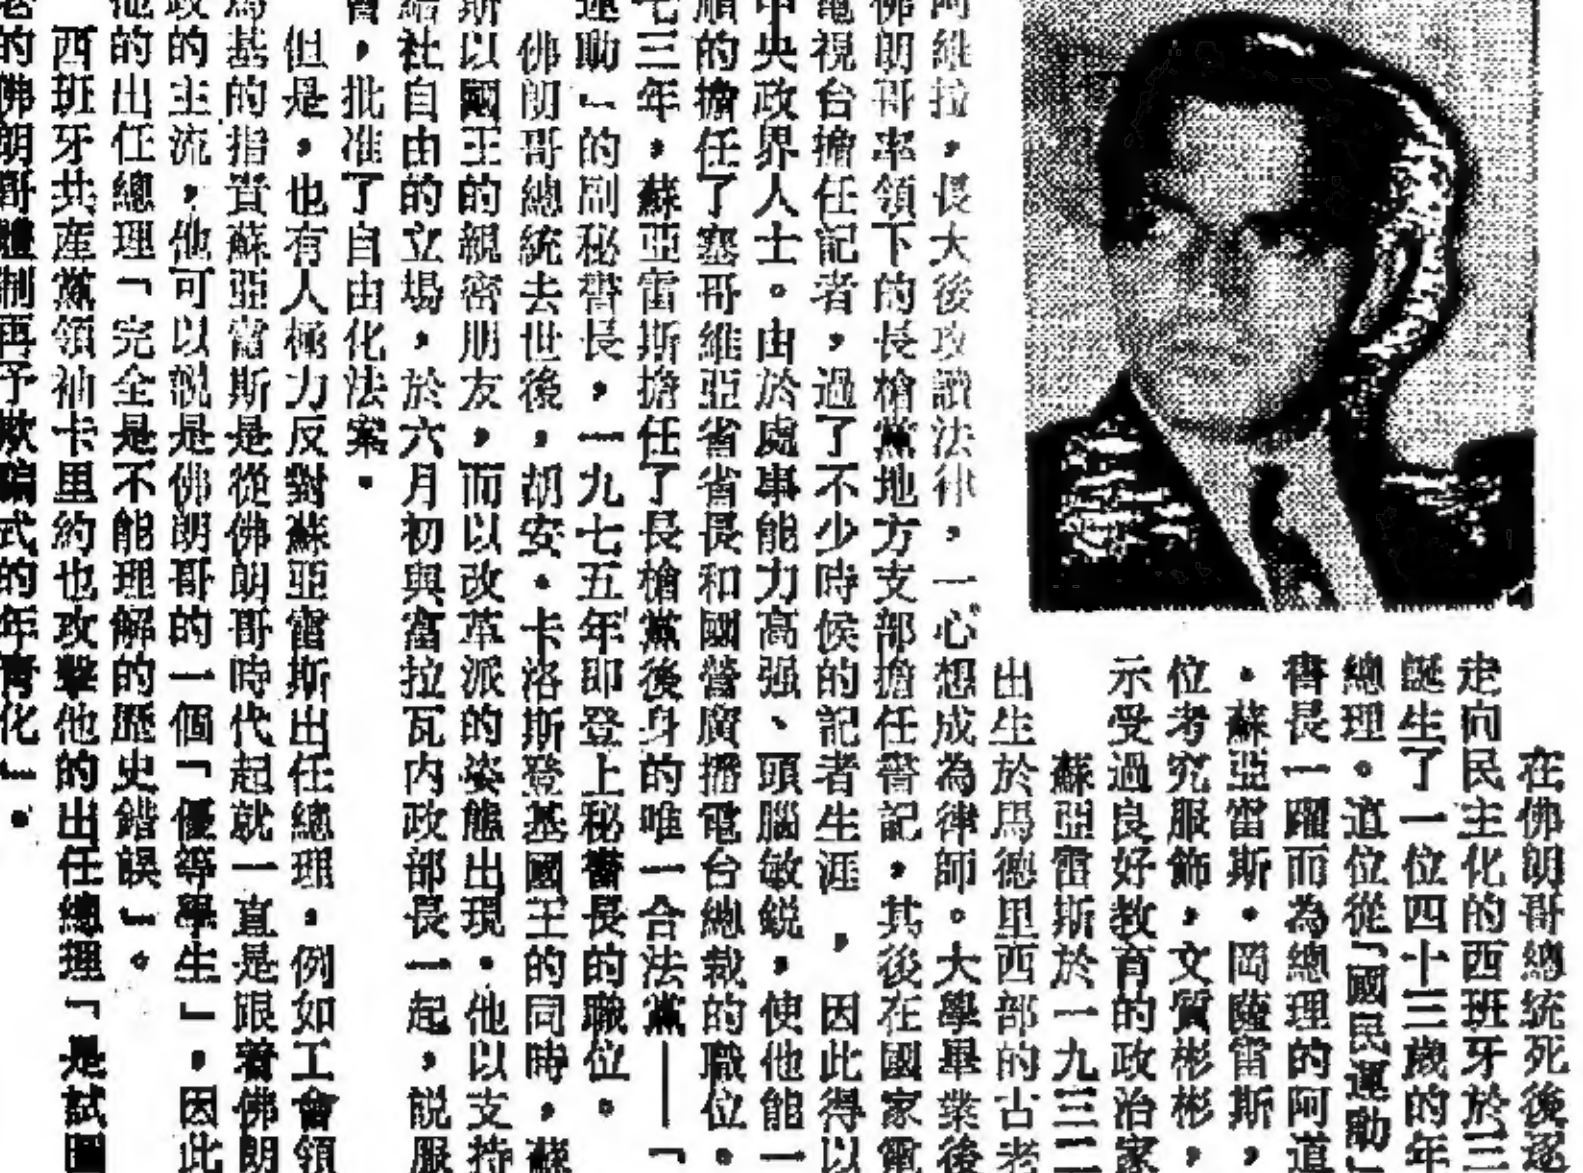 在佛朗哥總統死後逐
走向民主化的西班牙於三
誕生了一位四十三歲的年
總理。這位從「國民運動」
書長一躍而為總理的阿道
・蘇亞雷斯・岡薩雷斯，
位考究服飾，文質彬彬，
示受過良好教育的政治家
蘇亞雷斯於一九三二
出生於馬德里西部的古老
阿維拉，長大後攻讀法律，一心想成為律師。大學畢業後
佛朗哥率領下的長槍黨地方支部擔任書記，其後在國家電
電視台擔任記者，過了不少時候的記者生涯，因此得以
中央政界人士。由於處事能力高强、頭腦敏銳，使他能一
順的擔任了塞哥維亞省省長和國營廣播電台總裁的職位。
七三年，蘇亞雷斯擔任了長槍黨後身的唯一合法黨——「
運動」的副秘書長，一九七五年即登上秘書長的職位。
佛朗哥總統去世後，胡安・卡洛斯登基國王的同時，蘇
斯以國王的親密朋友，而以改革派的姿態出現。他以支持
結社自由的立場，於六月初與富拉瓦内政部長一起，説服
會，批准了自由化法案。
但是，也有人極力反對蘇亞雷斯出任總理。例如工會領
馬基的指責蘇亞雷斯是從佛朗哥時代起就一直是跟着佛朗
政的主流，他可以説是佛朗哥的一個「優等學生」，因此
他的出任總理「完全是不能理解的歷史錯誤」。
西班牙共産黨領袖卡里約也攻擊他的出任總理「是試圖
老的佛朗哥體制再予欺騙式的年青化」。